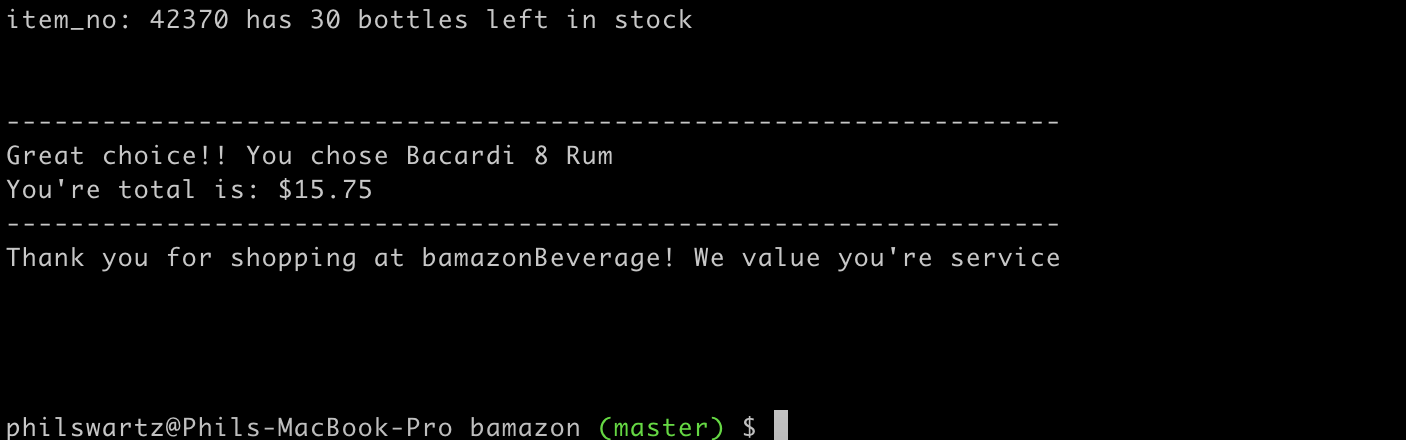 item_no: 42370 has 30 bottles left in stock
------------------------------------------------------------------
Great choice!! You chose Bacardi 8 Rum
You're total is: $15.75
------------------------------------------------------------------
Thank you for shopping at bamazonBeverage! We value you're service
philswartz@Phils-MacBook-Pro bamazon (master) $